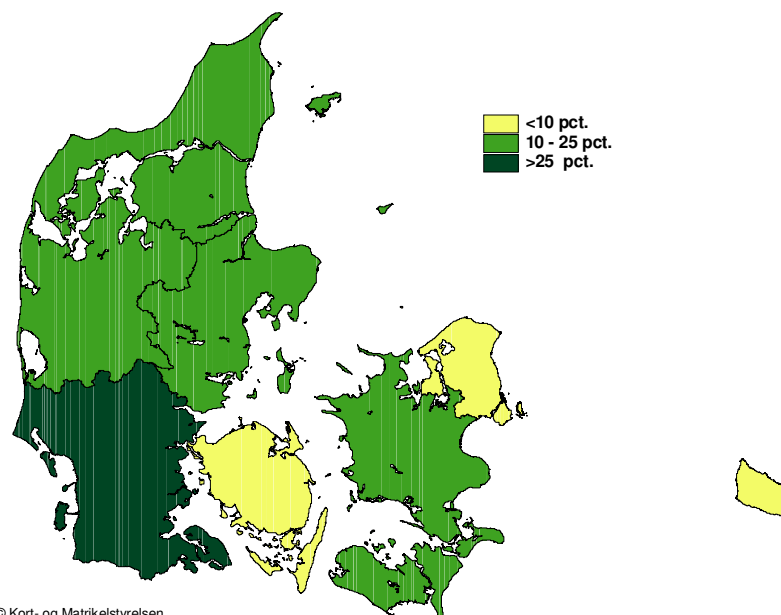 <10 pct.
10 - 25 pct.
>25 pct.
© Kort- og Matrikelstyrelsen